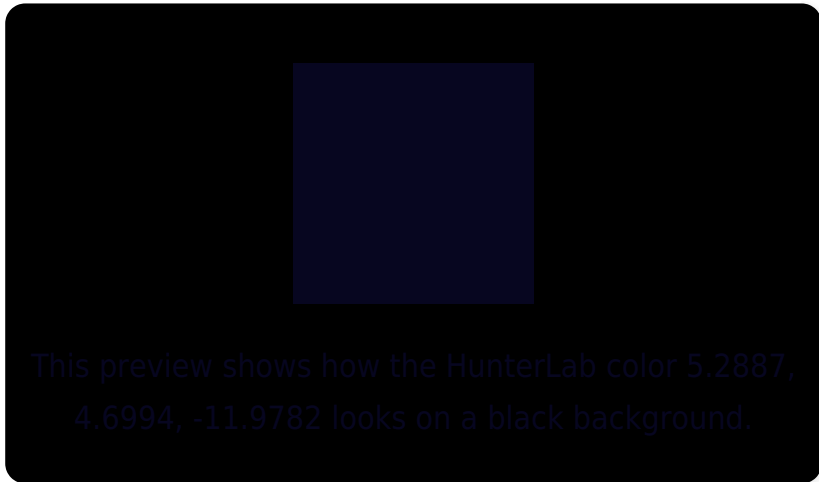 This preview shows how the HunterLab color 5.2887,
4.6994, -11.9782 looks on a black background.